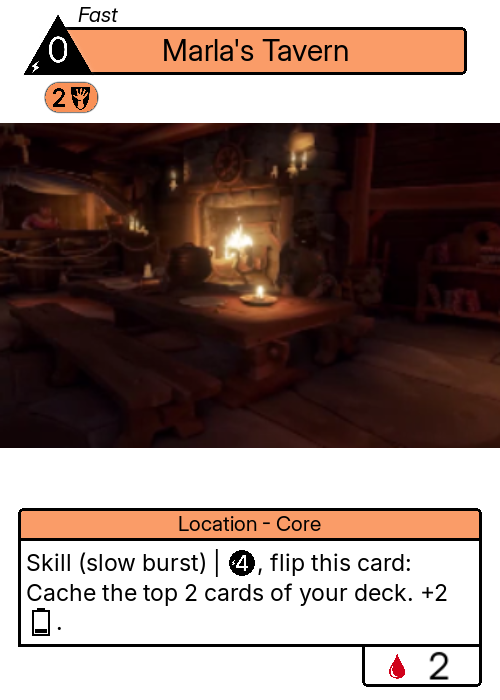 Fast
0
Marla's Tavern
2
Location - Core
Skill (slow burst) | 4, flip this card:
Cache the top 2 cards of your deck. +2
.
2